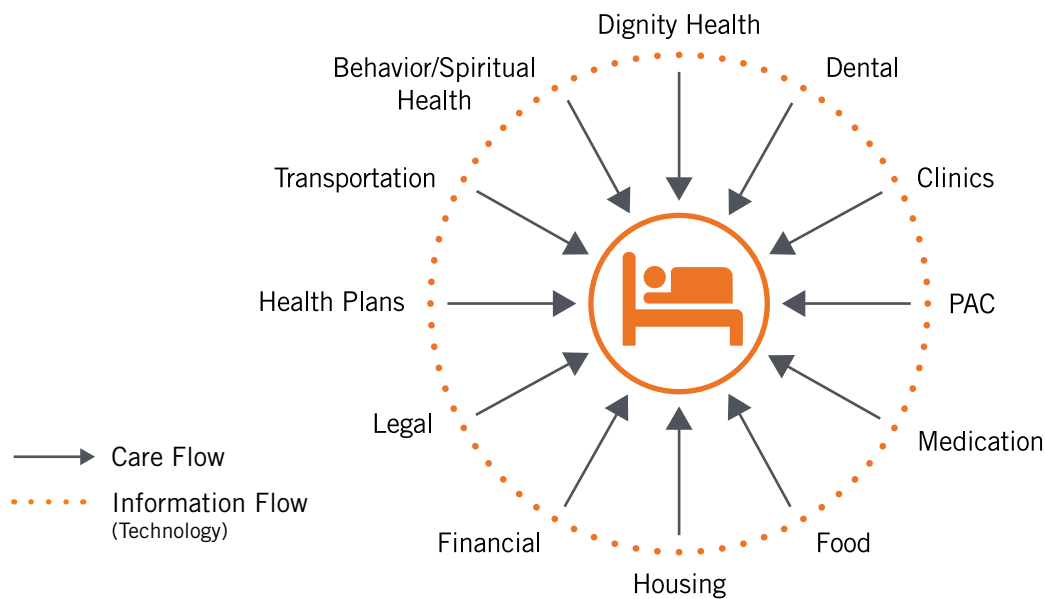 Dignity Health
Behavior/Spiritual
Health
Dental
Transportation
Clinics
Health Plans
PAC
Legal
Medication
Care Flow
Information Flow
(Technology)
Financial
Food
Housing